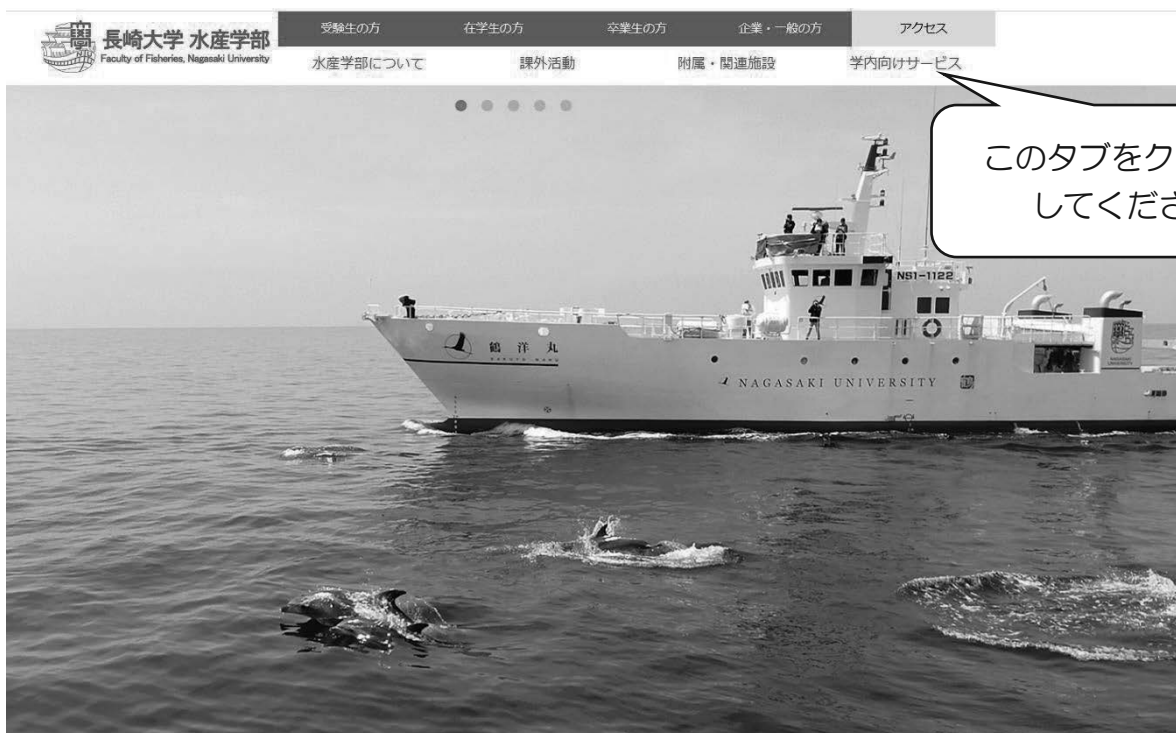 受験生の方
在学生の方
卒業生の方
企業・一般の方
アクセス
長崎大学 水産学部
Faculty of Fisheries, Nagasaki University
水産学部について
課外活動
附属・関連施設
学内向けサービス
このタブをク
してくださ
NS1-1122
鶴洋丸
KAKUYO MARU
NAGASAKI UNIVERSITY
NAGASAKI
UNIVERSITY